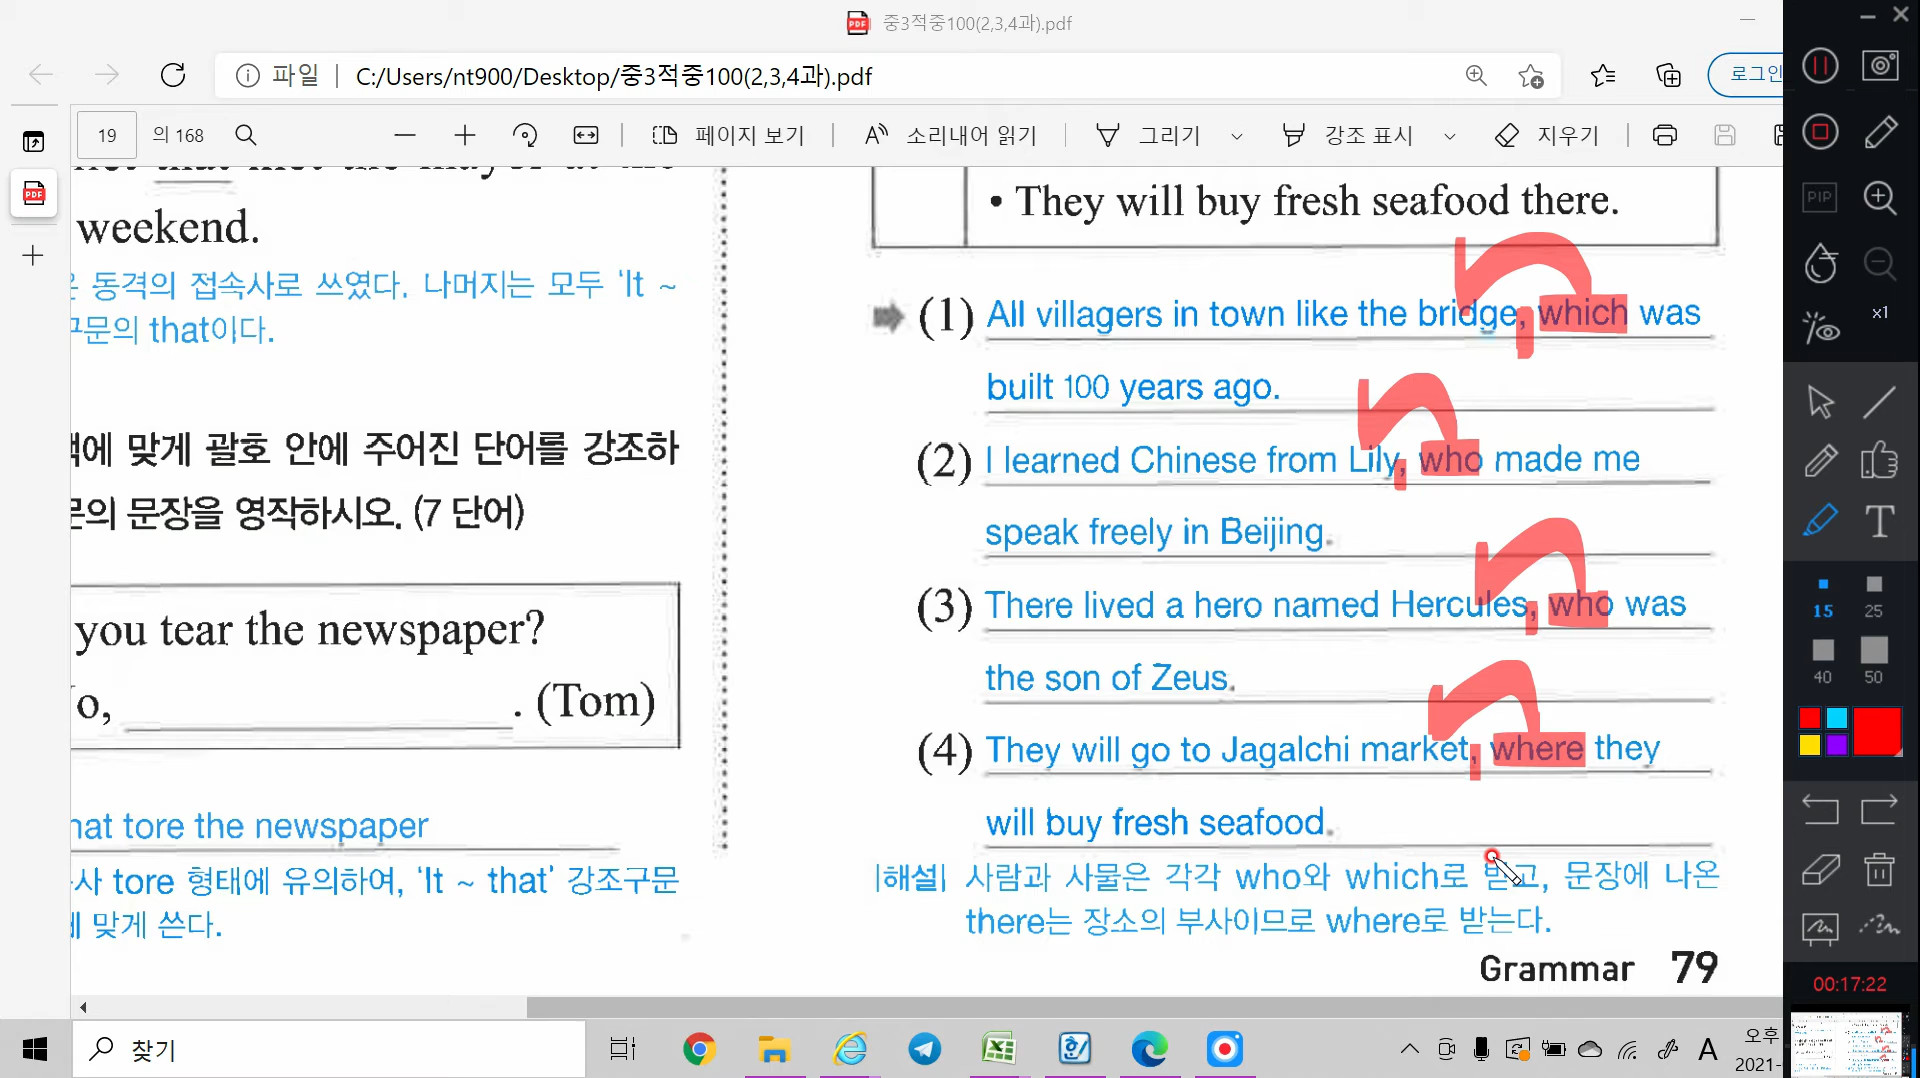 중3적중100(2,3,4과).pdf
파일 C:/Users/nt900/Desktop/중3적중100(2,3,4과).pdf
로그인
19 의 168 페이지 보기 소리내어 읽기 그리기 강조 표시 지우기
that met the mayor at the
weekend.
동격의 접속사로 쓰였다. 나머지는 모두 ‘It ~
구문의 that이다.
맞게 괄호 안에 주어진 단어를 강조하
문장을 영작하시오. (7 단어)
you tear the newspaper?
. (Tom)
tore the newspaper
tore 형태에 유의하여, ‘It ~ that’ 강조구문
맞게 쓴다.
• They will buy fresh seafood there.
(1) All villagers in town like the bridge, which was
built 100 years ago.
(2) I learned Chinese from Lily, who made me
speak freely in Beijing.
(3) There lived a hero named Hercules, who was
the son of Zeus.
(4) They will go to Jagalchi market, where they
will buy fresh seafood.
|해설| 사람과 사물은 각각 who와 which로 받고, 문장에 나온
there는 장소의 부사이므로 where로 받는다.
Grammar 79
PIP
x1
T
15 25
40 50
00:17:22
찾기
A
오후
2021-